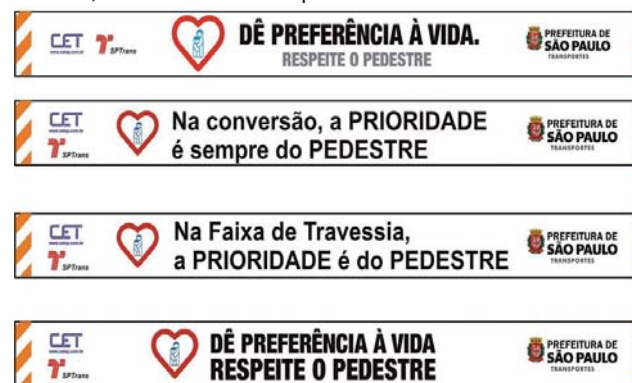 CET
SPTrans
DÊ PREFERÊNCIA À VIDA.
RESPEITE O PEDESTRE
PREFEITURA DE
SÃO PAULO
TRANSPORTES
CET
SPTrans
Na conversão, a PRIORIDADE
é sempre do PEDESTRE
PREFEITURA DE
SÃO PAULO
TRANSPORTES
CET
SPTrans
Na Faixa de Travessia,
a PRIORIDADE é do PEDESTRE
PREFEITURA DE
SÃO PAULO
TRANSPORTES
CET
SPTrans
DÊ PREFERÊNCIA À VIDA
RESPEITE O PEDESTRE
PREFEITURA DE
SÃO PAULO
TRANSPORTES